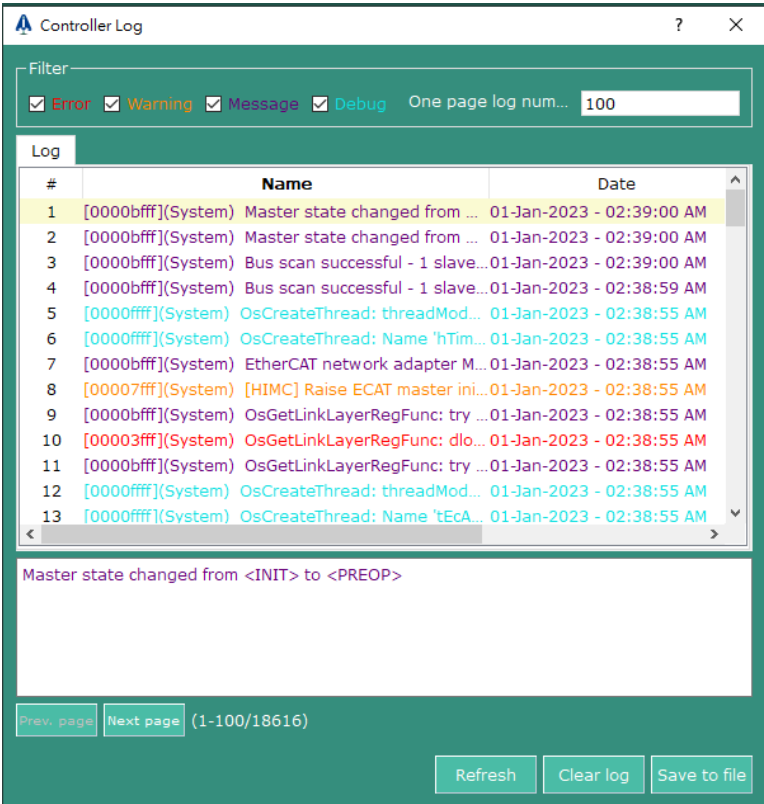 Controller Log ? ×
Filter
Error Warning Message Debug One page log num... 100
Log
# Name Date
1 [0000bfff](System) Master state changed from ... 01-Jan-2023 - 02:39:00 AM
2 [0000bfff](System) Master state changed from ... 01-Jan-2023 - 02:39:00 AM
3 [0000bfff](System) Bus scan successful - 1 slave... 01-Jan-2023 - 02:39:00 AM
4 [0000bfff](System) Bus scan successful - 1 slave... 01-Jan-2023 - 02:38:59 AM
5 [0000ffff](System) OsCreateThread: threadMod... 01-Jan-2023 - 02:38:55 AM
6 [0000ffff](System) OsCreateThread: Name 'hTim... 01-Jan-2023 - 02:38:55 AM
7 [0000bfff](System) EtherCAT network adapter M... 01-Jan-2023 - 02:38:55 AM
8 [00007fff](System) [HIMC] Raise ECAT master ini... 01-Jan-2023 - 02:38:55 AM
9 [0000bfff](System) OsGetLinkLayerRegFunc: try ... 01-Jan-2023 - 02:38:55 AM
10 [00003fff](System) OsGetLinkLayerRegFunc: dlo... 01-Jan-2023 - 02:38:55 AM
11 [0000bfff](System) OsGetLinkLayerRegFunc: try ... 01-Jan-2023 - 02:38:55 AM
12 [0000ffff](System) OsCreateThread: threadMod... 01-Jan-2023 - 02:38:55 AM
13 [0000ffff](System) OsCreateThread: Name 'tEcA... 01-Jan-2023 - 02:38:55 AM
Master state changed from <INIT> to <PREOP>
Prev. page Next page (1-100/18616)
Refresh Clear log Save to file